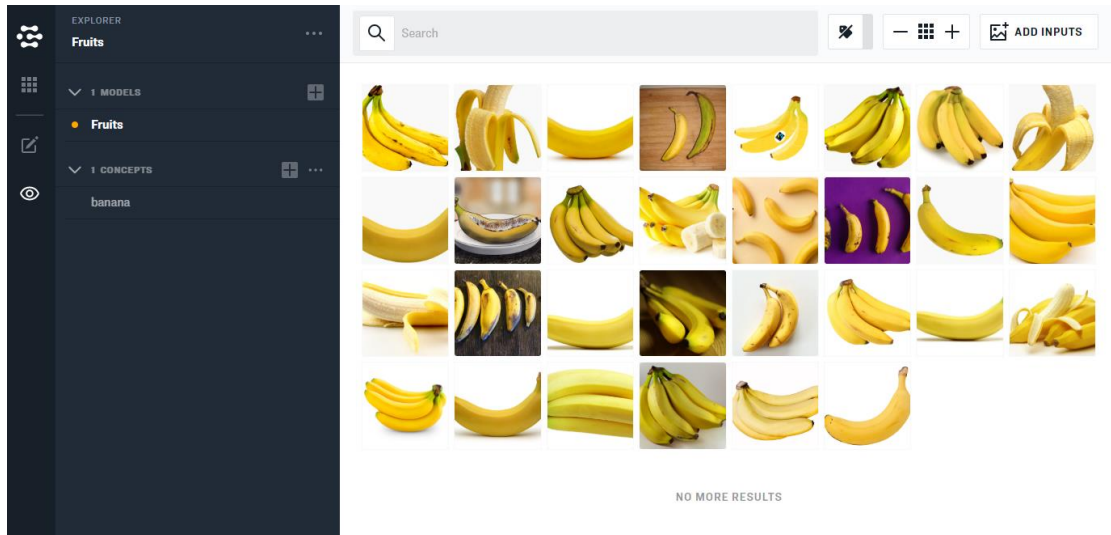 EXPLORER
Fruits
1 MODELS
Fruits
1 CONCEPTS
banana
Search
ADD INPUTS
NO MORE RESULTS